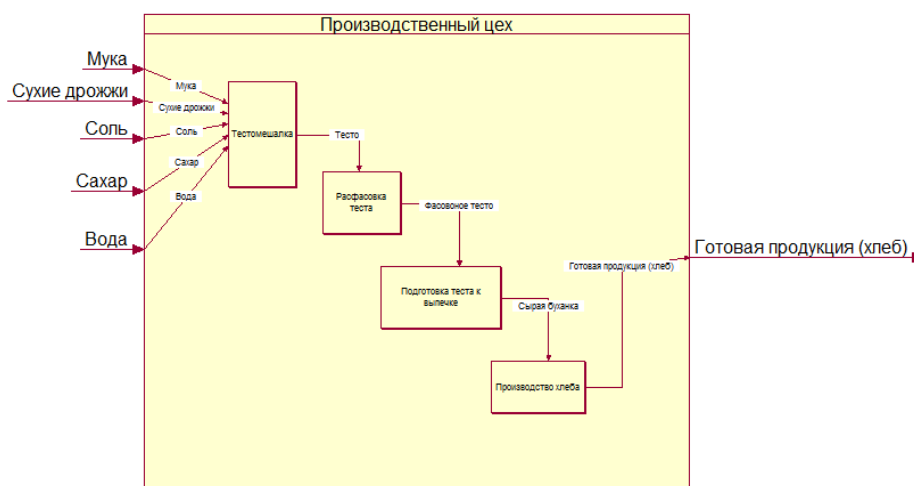 Производственный цех
Мука
Мука
Сухие дрожжи
Сухие дрожжи
Соль
Соль
Тестомешалка
Тесто
Сахар
Сахар
Вода
Расфасовка
теста
Фасовоное тесто
Вода
Готовая продукция (хлеб)
Готовая продукция (хлеб)
Подготовка теста к
выпечке
Сырая буханка
Производство хлеба